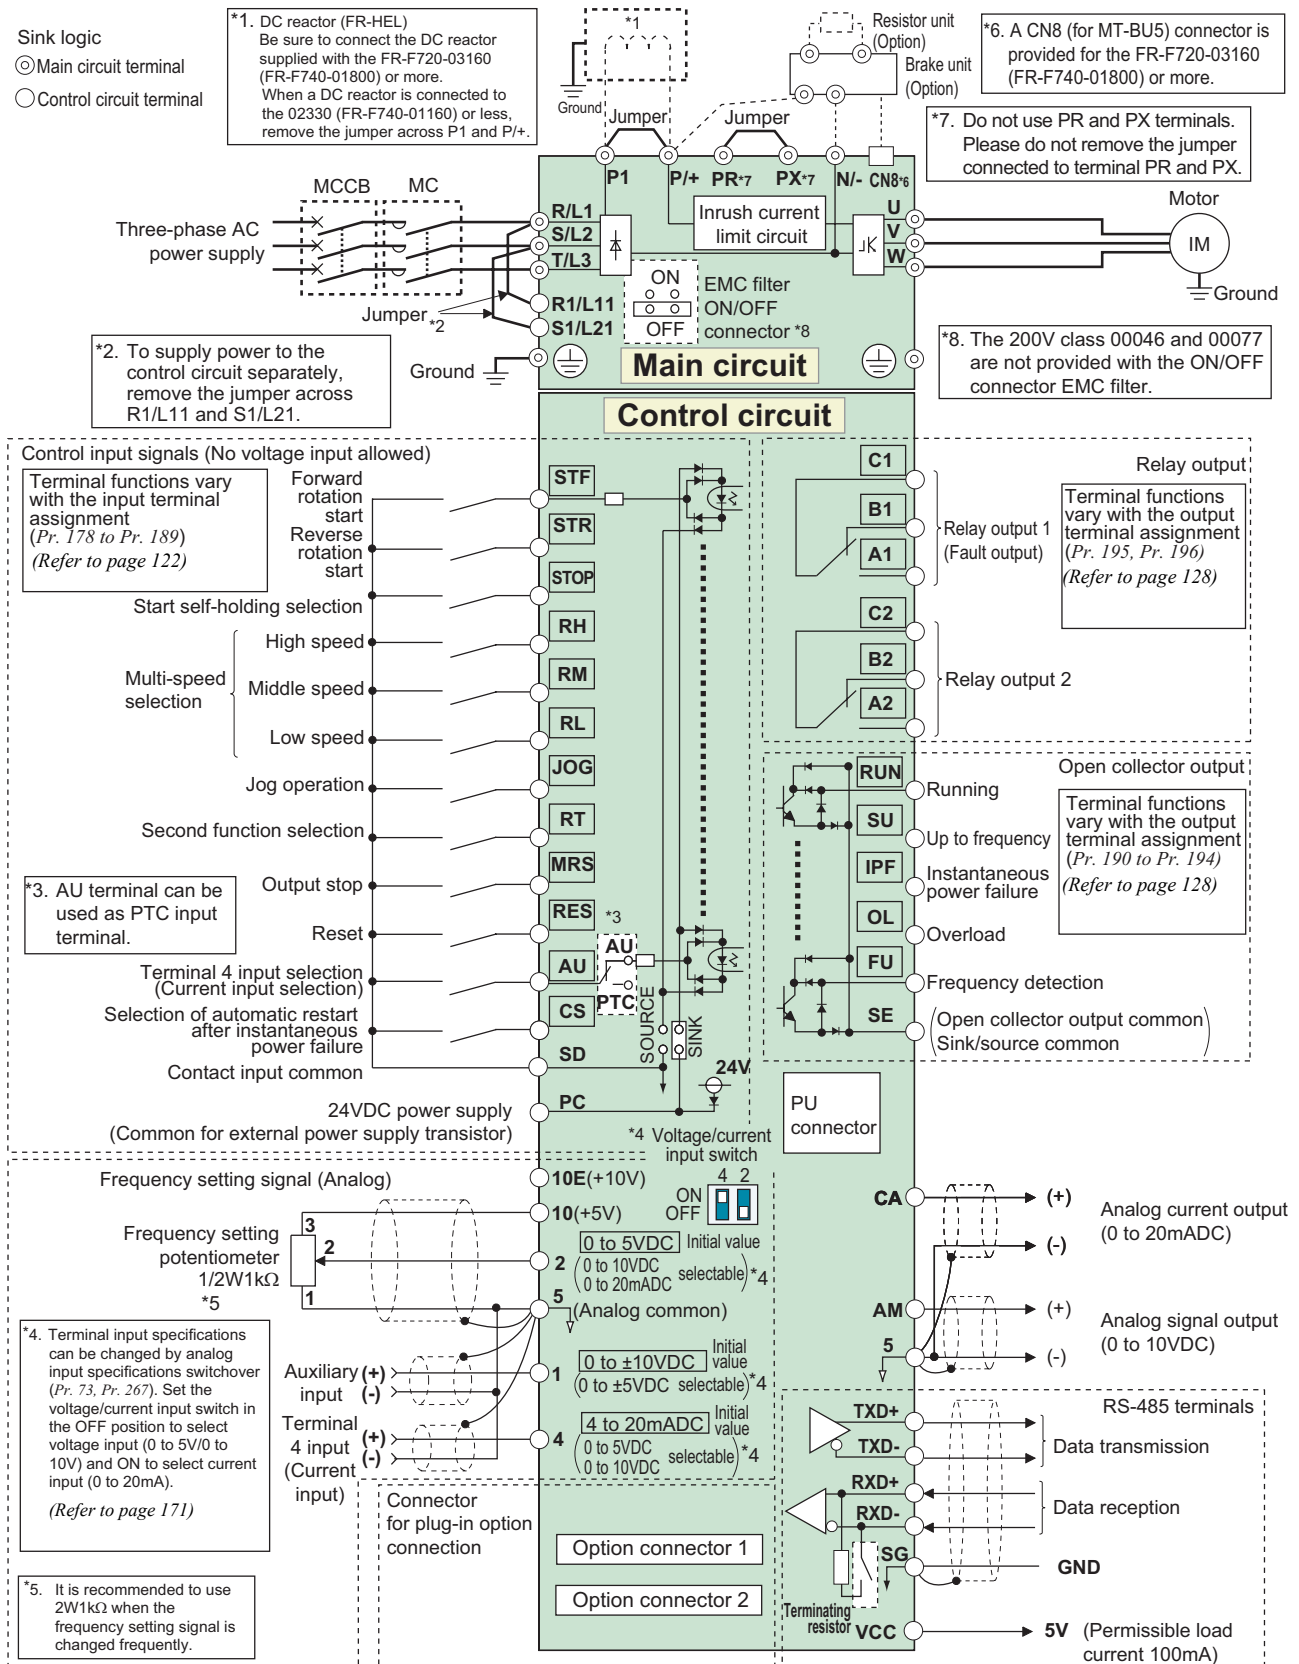 Sink logic
Main circuit terminal
Control circuit terminal
*1. DC reactor (FR-HEL)
Be sure to connect the DC reactor
supplied with the FR-F720-03160
(FR-F740-01800) or more.
When a DC reactor is connected to
the 02330 (FR-F740-01160) or less,
remove the jumper across P1 and P/+.
*1
Ground
Jumper
Jumper
Resistor unit
(Option)
Brake unit
(Option)
*6. A CN8 (for MT-BU5) connector is
provided for the FR-F720-03160
(FR-F740-01800) or more.
*7. Do not use PR and PX terminals.
Please do not remove the jumper
connected to terminal PR and PX.
P1
P/+
PR*7
PX*7
N/-
CN8*6
MCCB
MC
Three-phase AC
power supply
R/L1
S/L2
T/L3
R1/L11
S1/L21
Jumper
*2
Inrush current
limit circuit
ON
OFF
EMC filter
ON/OFF
connector *8
U
V
W
Motor
IM
Ground
*2. To supply power to the
control circuit separately,
remove the jumper across
R1/L11 and S1/L21.
Ground
Main circuit
*8. The 200V class 00046 and 00077
are not provided with the ON/OFF
connector EMC filter.
Control circuit
Control input signals (No voltage input allowed)
Terminal functions vary
with the input terminal
assignment
(Pr. 178 to Pr. 189)
(Refer to page 122)
Forward
rotation
start
STF
Reverse
rotation
start
STR
Start self-holding selection
STOP
Multi-speed
selection
High speed
RH
Middle speed
RM
Low speed
RL
Jog operation
JOG
Second function selection
RT
Output stop
MRS
Reset
RES
*3. AU terminal can be
used as PTC input
terminal.
Terminal 4 input selection
(Current input selection)
AU
*3
AU
PTC
Selection of automatic restart
after instantaneous
power failure
CS
SOURCE
SINK
Contact input common
SD
24V
24VDC power supply
(Common for external power supply transistor)
PC
C1
B1
A1
Relay output
Relay output 1
(Fault output)
Terminal functions
vary with the output
terminal assignment
(Pr. 195, Pr. 196)
(Refer to page 128)
C2
B2
A2
Relay output 2
Open collector output
RUN
Running
SU
Up to frequency
IPF
Instantaneous
power failure
OL
Overload
FU
Frequency detection
SE
(Open collector output common
Sink/source common)
Terminal functions
vary with the output
terminal assignment
(Pr. 190 to Pr. 194)
(Refer to page 128)
PU
connector
*4 Voltage/current
input switch
4 2
ON
OFF
Frequency setting signal (Analog)
Frequency setting
potentiometer
1/2W1kΩ
*5
3
2
1
10E(+10V)
10(+5V)
2
0 to 5VDC Initial value
(0 to 10VDC
0 to 20mADC selectable)*4
5
(Analog common)
Auxiliary (+)
input (-)
1
0 to ±10VDC Initial
value
(0 to ±5VDC selectable)*4
Terminal
4 input (+)
(Current (-)
input)
4
4 to 20mADC Initial
value
(0 to 5VDC
0 to 10VDC selectable)*4
*4. Terminal input specifications
can be changed by analog
input specifications switchover
(Pr. 73, Pr. 267). Set the
voltage/current input switch in
the OFF position to select
voltage input (0 to 5V/0 to
10V) and ON to select current
input (0 to 20mA).
(Refer to page 171)
*5. It is recommended to use
2W1kΩ when the
frequency setting signal is
changed frequently.
Connector
for plug-in option
connection
Option connector 1
Option connector 2
CA
(+)
(-)
Analog current output
(0 to 20mADC)
AM
5
(+)
(-)
Analog signal output
(0 to 10VDC)
RS-485 terminals
TXD+
TXD-
Data transmission
RXD+
RXD-
Data reception
SG
GND
Terminating
resistor
VCC
5V (Permissible load
current 100mA)